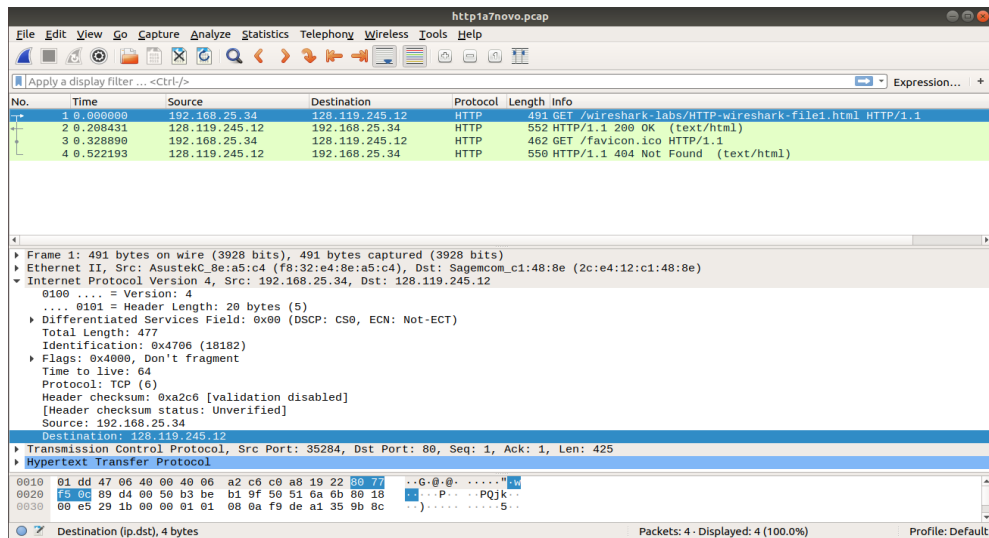 http1a7novo.pcap
File Edit View Go Capture Analyze Statistics Telephony Wireless Tools Help
Apply a display filter ... <Ctrl-/> Expression... +
No. Time Source Destination Protocol Length Info
1 0.000000 192.168.25.34 128.119.245.12 HTTP 491 GET /wireshark-labs/HTTP-wireshark-file1.html HTTP/1.1
2 0.208431 128.119.245.12 192.168.25.34 HTTP 552 HTTP/1.1 200 OK (text/html)
3 0.328890 192.168.25.34 128.119.245.12 HTTP 462 GET /favicon.ico HTTP/1.1
4 0.522193 128.119.245.12 192.168.25.34 HTTP 550 HTTP/1.1 404 Not Found (text/html)
Frame 1: 491 bytes on wire (3928 bits), 491 bytes captured (3928 bits)
Ethernet II, Src: AsustekC_8e:a5:c4 (f8:32:e4:8e:a5:c4), Dst: Sagemcom_c1:48:8e (2c:e4:12:c1:48:8e)
Internet Protocol Version 4, Src: 192.168.25.34, Dst: 128.119.245.12
0100 .... = Version: 4
.... 0101 = Header Length: 20 bytes (5)
Differentiated Services Field: 0x00 (DSCP: CS0, ECN: Not-ECT)
Total Length: 477
Identification: 0x4706 (18182)
Flags: 0x4000, Don't fragment
Time to live: 64
Protocol: TCP (6)
Header checksum: 0xa2c6 [validation disabled]
[Header checksum status: Unverified]
Source: 192.168.25.34
Destination: 128.119.245.12
Transmission Control Protocol, Src Port: 35284, Dst Port: 80, Seq: 1, Ack: 1, Len: 425
Hypertext Transfer Protocol
0010 01 dd 47 06 40 00 40 06 a2 c6 c0 a8 19 22 80 77 ··G·@·@· ·····"·w
0020 f5 0c 89 d4 00 50 b3 be b1 9f 50 51 6a 6b 80 18 ·····P·· ··PQjk··
0030 00 e5 29 1b 00 00 01 01 08 0a f9 de a1 35 9b 8c ··)····· ·····5··
Destination (ip.dst), 4 bytes Packets: 4 · Displayed: 4 (100.0%) Profile: Default